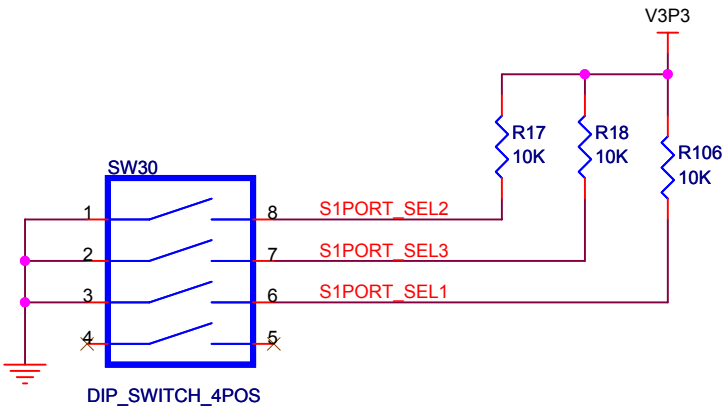 V3P3
R17
10K
R18
10K
R106
10K
SW30
1
8
S1PORT_SEL2
2
7
S1PORT_SEL3
3
6
S1PORT_SEL1
4
5
DIP_SWITCH_4POS